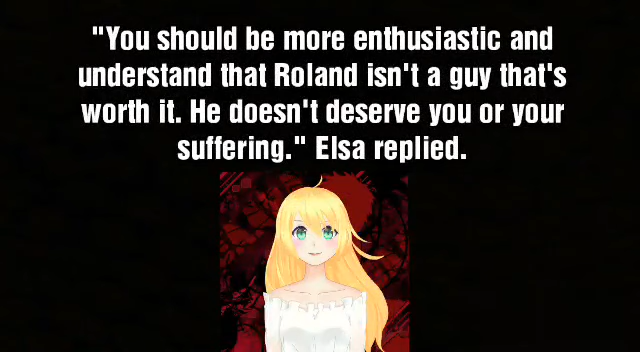 "You should be more enthusiastic and
understand that Roland isn't a guy that's
worth it. He doesn't deserve you or your
suffering." Elsa replied.